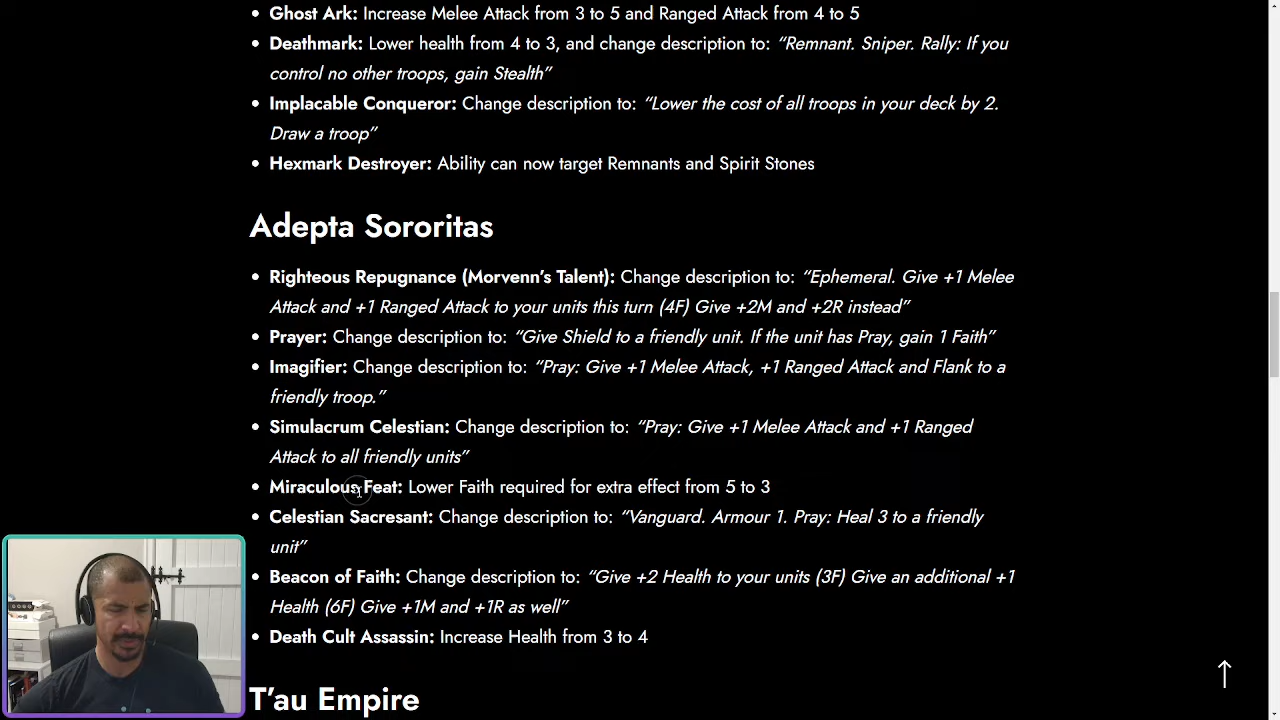 Ghost Ark: Increase Melee Attack from 3 to 5 and Ranged Attack from 4 to 5
Deathmark: Lower health from 4 to 3, and change description to: “Remnant. Sniper. Rally: If you
control no other troops, gain Stealth”
Implacable Conqueror: Change description to: “Lower the cost of all troops in your deck by 2.
Draw a troop”
Hexmark Destroyer: Ability can now target Remnants and Spirit Stones
Adepta Sororitas
Righteous Repugnance (Morvenn’s Talent): Change description to: “Ephemeral. Give +1 Melee
Attack and +1 Ranged Attack to your units this turn (4F) Give +2M and +2R instead”
Prayer: Change description to: “Give Shield to a friendly unit. If the unit has Pray, gain 1 Faith”
Imagifier: Change description to: “Pray: Give +1 Melee Attack, +1 Ranged Attack and Flank to a
friendly troop.”
Simulacrum Celestian: Change description to: “Pray: Give +1 Melee Attack and +1 Ranged
Attack to all friendly units”
Miraculous Feat: Lower Faith required for extra effect from 5 to 3
Celestian Sacresant: Change description to: “Vanguard. Armour 1. Pray: Heal 3 to a friendly
unit”
Beacon of Faith: Change description to: “Give +2 Health to your units (3F) Give an additional +1
Health (6F) Give +1M and +1R as well”
Death Cult Assassin: Increase Health from 3 to 4
T’au Empire